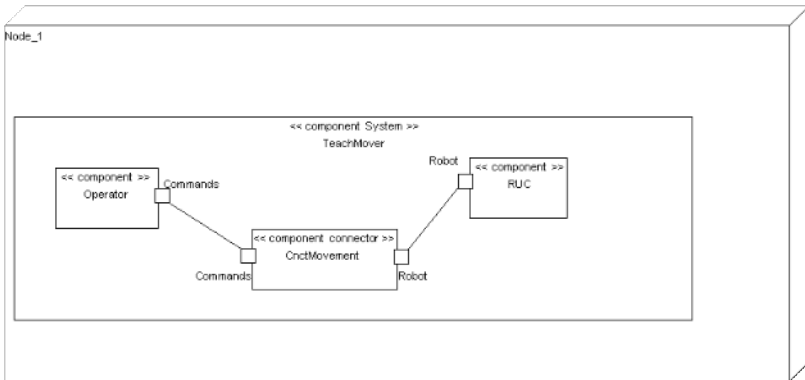 Node_1
<< component System >>
TeachMover
Robot
<< component >>
RUC
<< component >>
Operator
Commands
<< component connector >>
CnctMovement
Commands
Robot